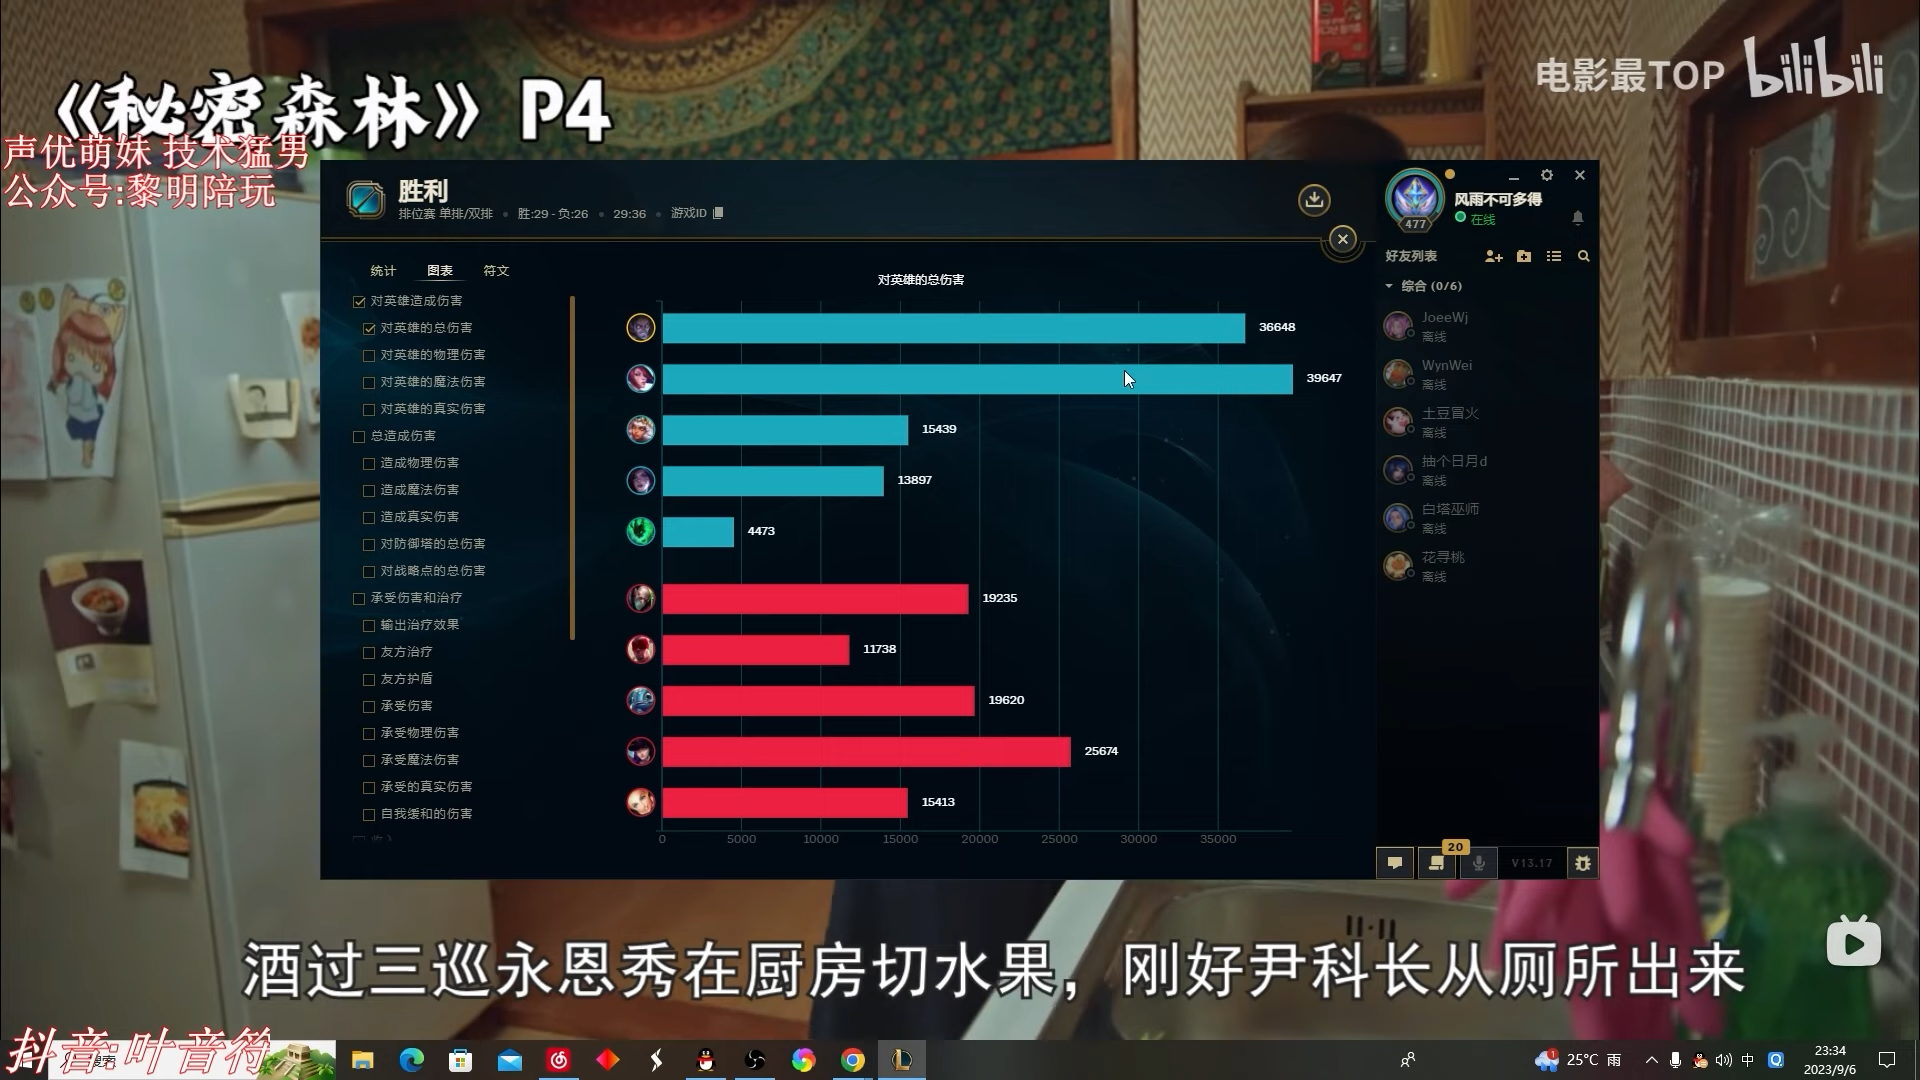 《秘密森林》P4
电影最TOP bilibili
声优萌妹 技术猛男
公众号:黎明陪玩
胜利
排位赛 单排/双排 • 胜:29 - 负:26 • 29:36 • 游戏ID
477
风雨不可多得
在线
统计 图表 符文
对英雄造成伤害
对英雄的总伤害
对英雄的物理伤害
对英雄的魔法伤害
对英雄的真实伤害
总造成伤害
造成物理伤害
造成魔法伤害
造成真实伤害
对防御塔的总伤害
对战略点的总伤害
承受伤害和治疗
输出治疗效果
友方治疗
友方护盾
承受伤害
承受物理伤害
承受魔法伤害
承受的真实伤害
自我缓和的伤害
收入
对英雄的总伤害
36648
39647
15439
13897
4473
19235
11738
19620
25674
15413
0 5000 10000 15000 20000 25000 30000 35000
好友列表
综合 (0/6)
JoeeWj
离线
WynWei
离线
土豆冒火
离线
抽个日月d
离线
白塔巫师
离线
花寻桃
离线
20
V13.17
酒过三巡永恩秀在厨房切水果，刚好尹科长从厕所出来
抖音:叶音符
搜索
1
25°C 雨
中
23:34
2023/9/6